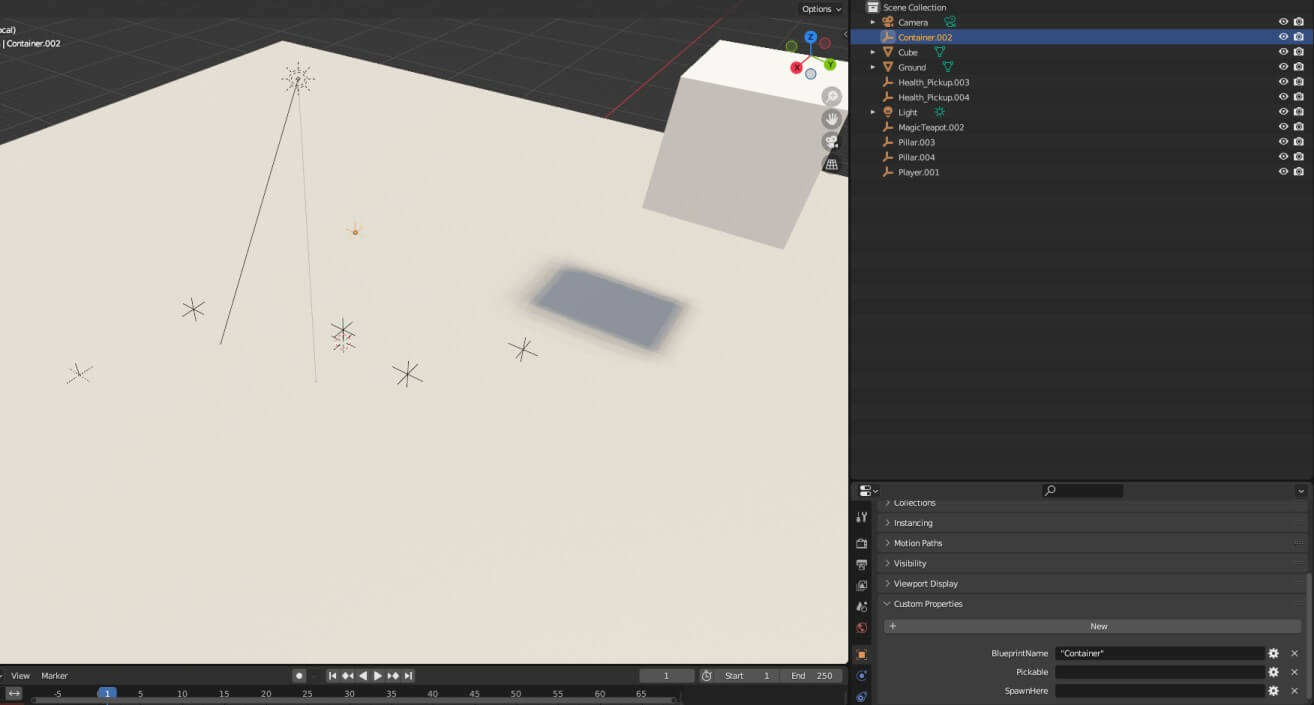 Options
ocal)
| Container.002
Z
X
Y
Scene Collection
Camera
Container.002
Cube
Ground
Health_Pickup.003
Health_Pickup.004
Light
MagicTeapot.002
Pillar.003
Pillar.004
Player.001
Collections
Instancing
Motion Paths
Visibility
Viewport Display
Custom Properties
+ New
BlueprintName "Container"
Pickable
SpawnHere
View Marker 1 Start 1 End 250
-5 1 5 10 15 20 25 30 35 40 45 50 55 60 65